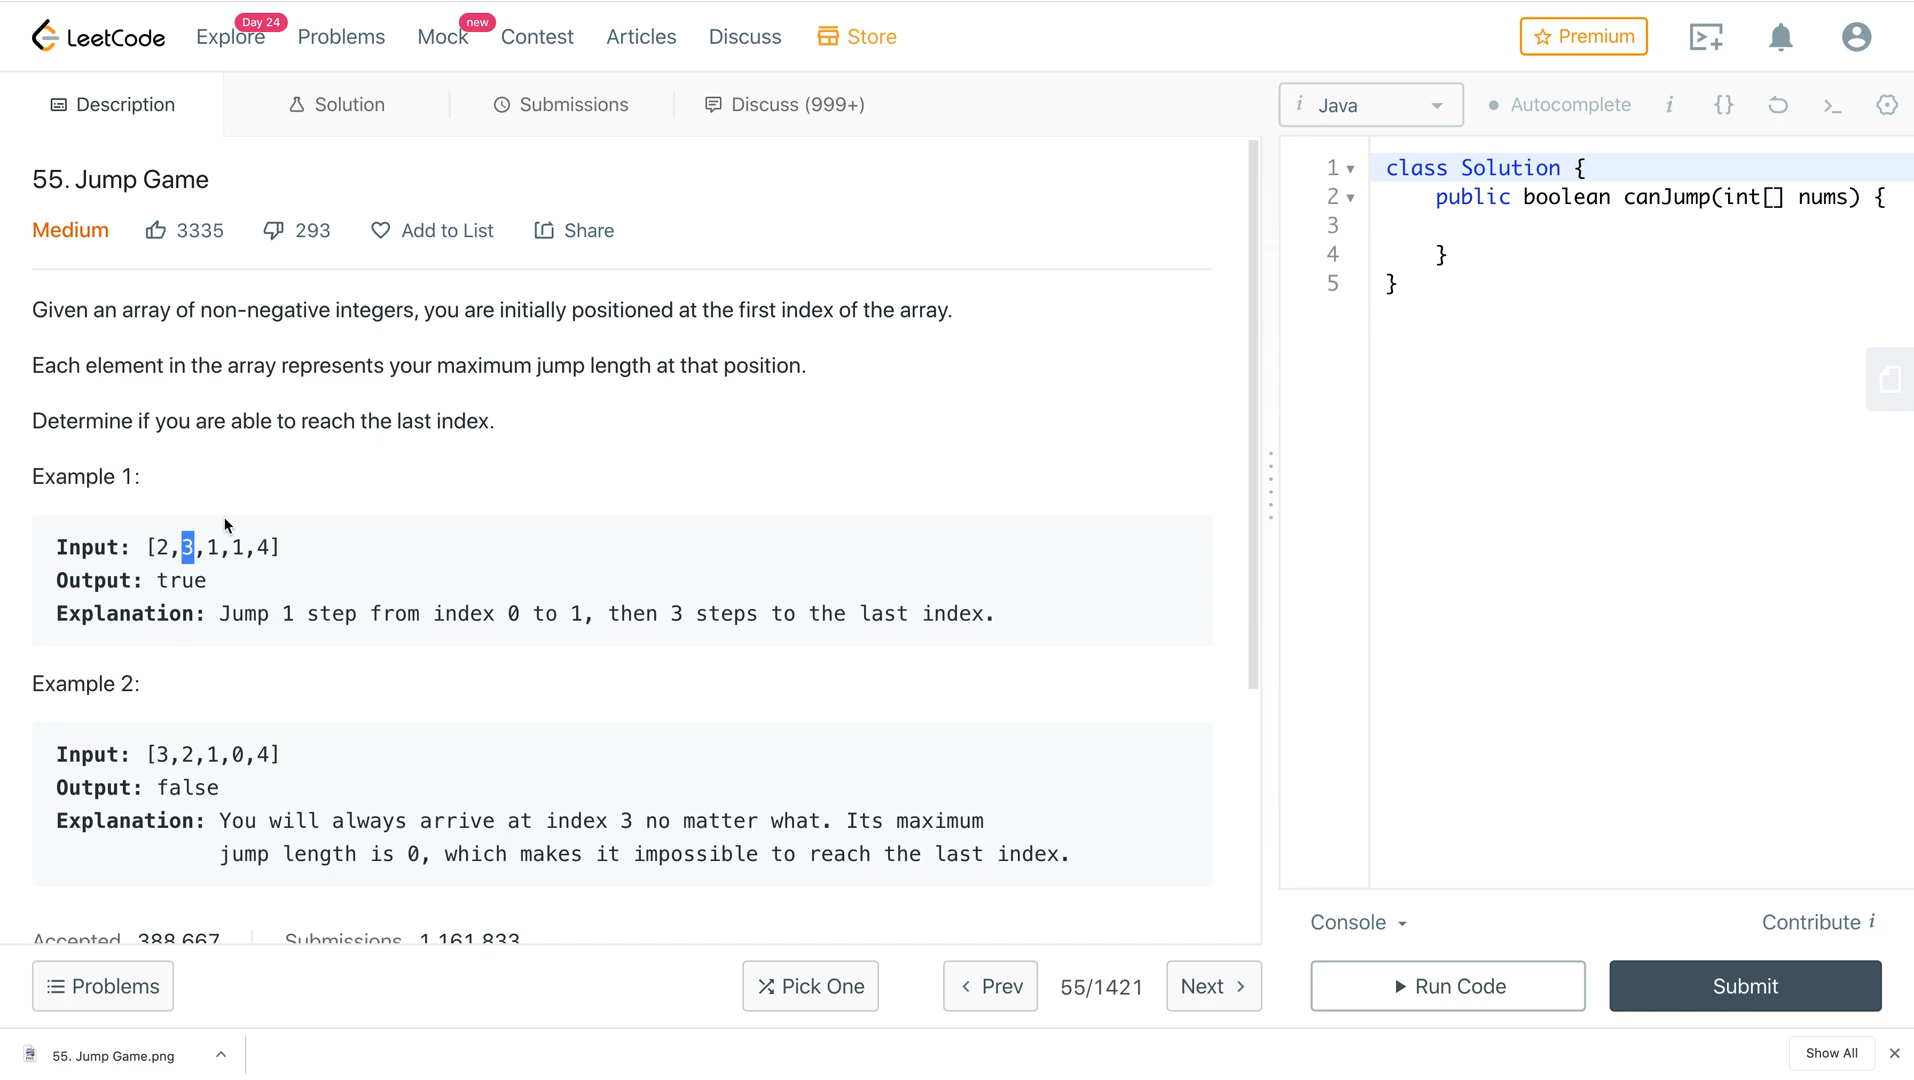 LeetCode Explore Day 24 Problems Mock new Contest Articles Discuss Store Premium
Description Solution Submissions Discuss (999+)
i Java Autocomplete i {} >_
55. Jump Game
Medium 3335 293 Add to List Share
Given an array of non-negative integers, you are initially positioned at the first index of the array.
Each element in the array represents your maximum jump length at that position.
Determine if you are able to reach the last index.
Example 1:
Input: [2,3,1,1,4]
Output: true
Explanation: Jump 1 step from index 0 to 1, then 3 steps to the last index.
Example 2:
Input: [3,2,1,0,4]
Output: false
Explanation: You will always arrive at index 3 no matter what. Its maximum
jump length is 0, which makes it impossible to reach the last index.
Accepted 388,667 Submissions 1,161,833
1 class Solution {
2 public boolean canJump(int[] nums) {
3
4 }
5 }
Console Contribute i
Problems Pick One Prev 55/1421 Next Run Code Submit
55. Jump Game.png Show All